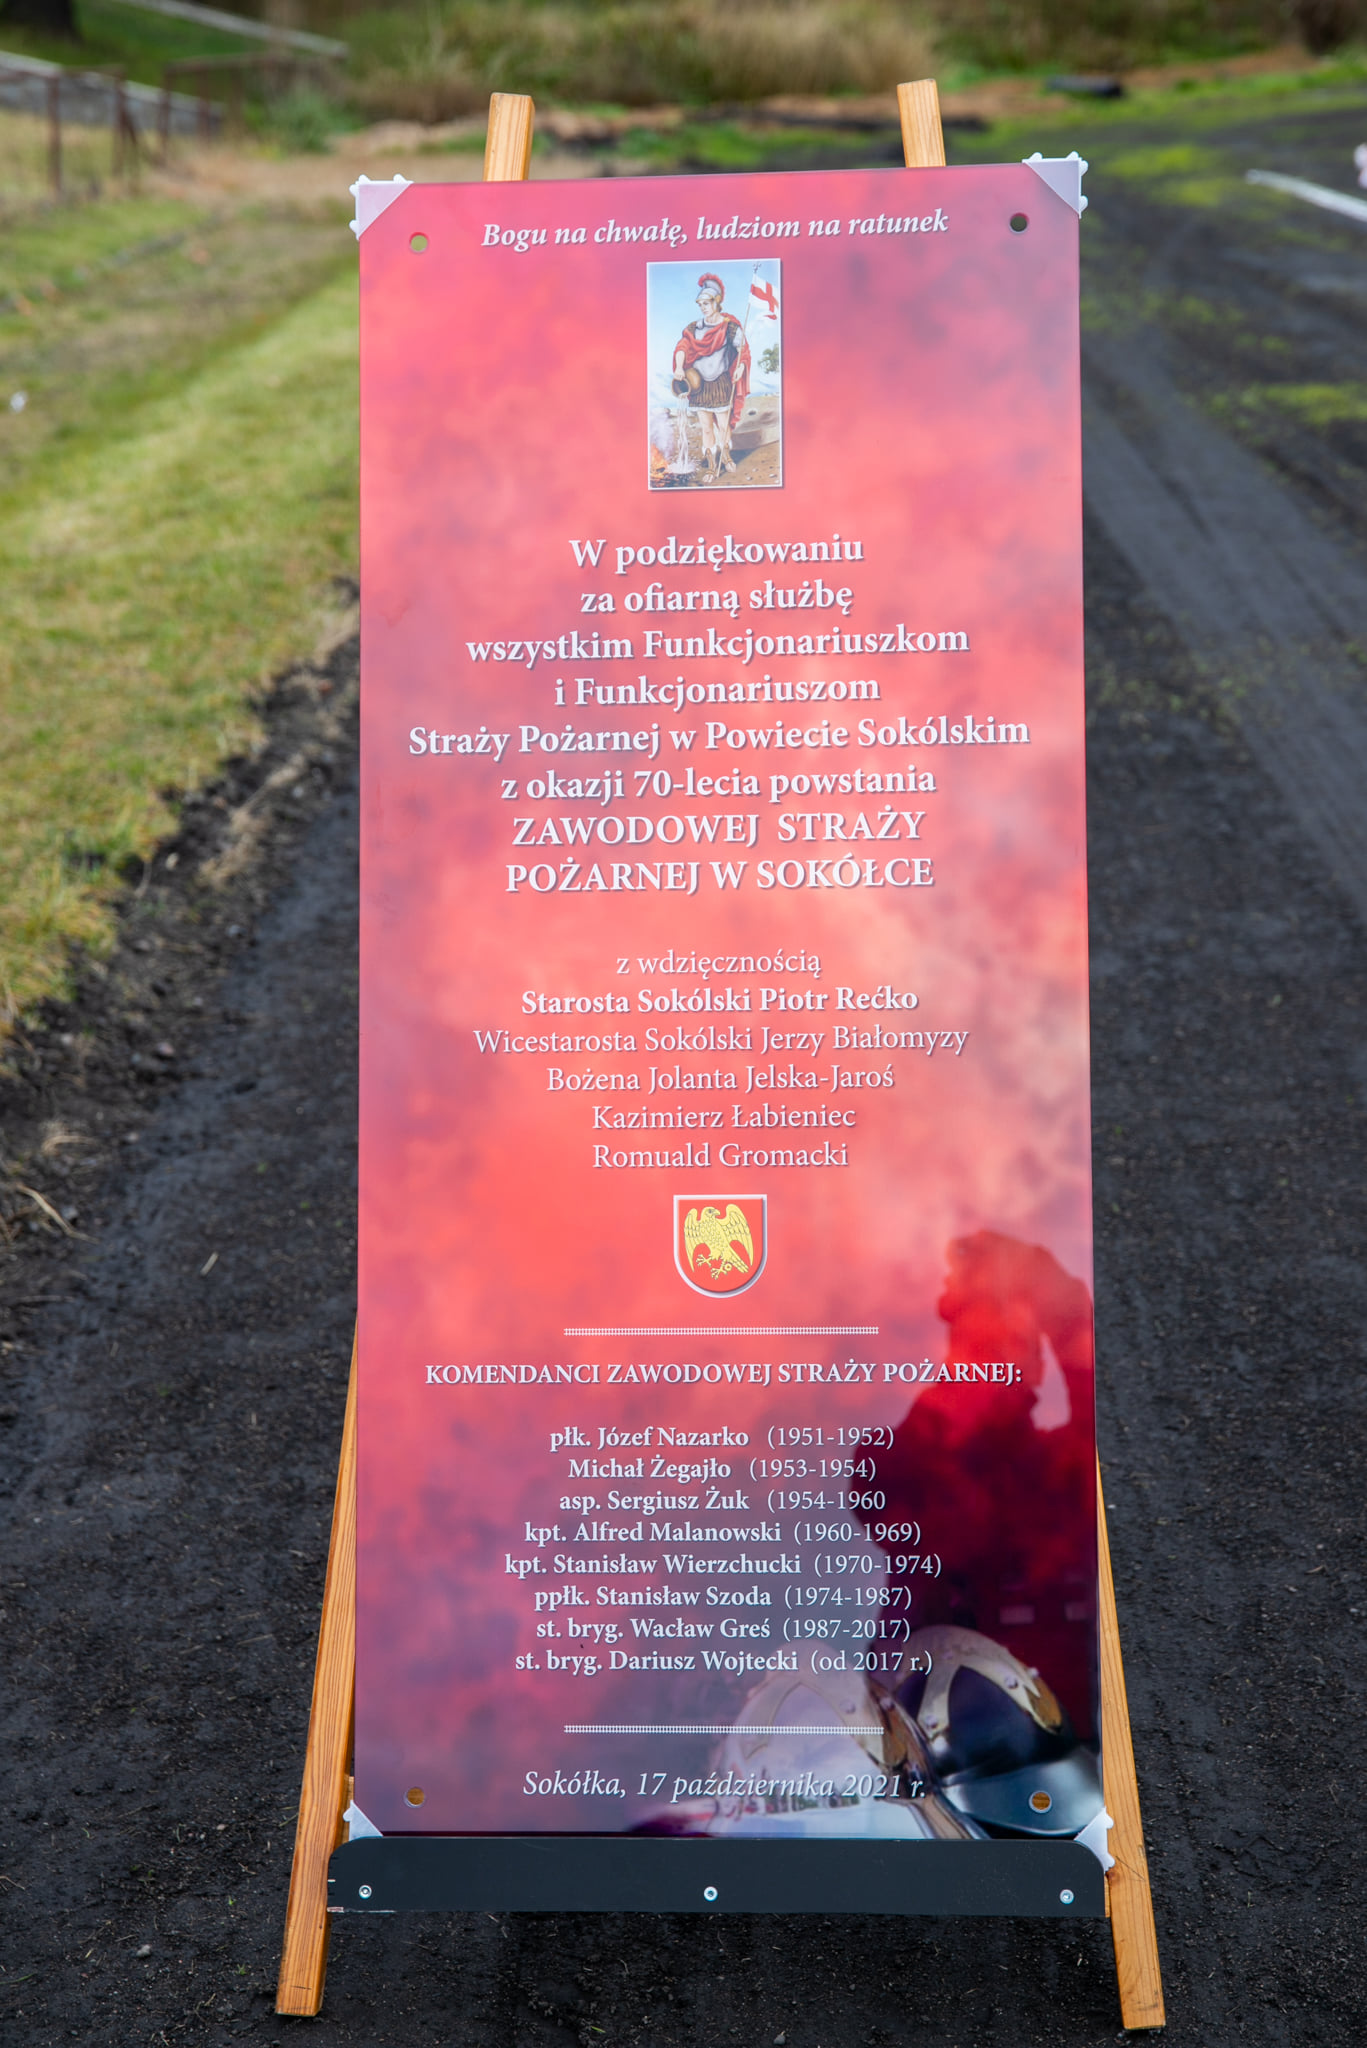 Bogu na chwałę, ludziom na ratunek
W podziękowaniu
za ofiarną służbę
wszystkim Funkcjonariuszkom
i Funkcjonariuszom
Straży Pożarnej w Powiecie Sokólskim
z okazji 70-lecia powstania
ZAWODOWEJ STRAŻY
POŻARNEJ W SOKÓŁCE
z wdzięcznością
Starosta Sokólski Piotr Rećko
Wicestarosta Sokólski Jerzy Białomyzy
Bożena Jolanta Jelska-Jaroś
Kazimierz Łabieniec
Romuald Gromacki
KOMENDANCI ZAWODOWEJ STRAŻY POŻARNEJ:
płk. Józef Nazarko (1951-1952)
Michał Żegajło (1953-1954)
asp. Sergiusz Żuk (1954-1960
kpt. Alfred Malanowski (1960-1969)
kpt. Stanisław Wierzchucki (1970-1974)
ppłk. Stanisław Szoda (1974-1987)
st. bryg. Wacław Greś (1987-2017)
st. bryg. Dariusz Wojtecki (od 2017 r.)
Sokółka, 17 października 2021 r.